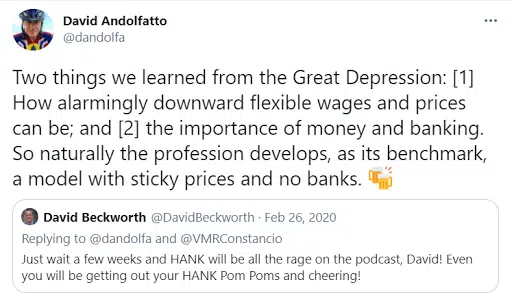 David Andolfatto
@dandolfa
Two things we learned from the Great Depression: [1]
How alarmingly downward flexible wages and prices
can be; and [2] the importance of money and banking.
So naturally the profession develops, as its benchmark,
a model with sticky prices and no banks. 🍻
David Beckworth @DavidBeckworth · Feb 26, 2020
Replying to @dandolfa and @VMRConstancio
Just wait a few weeks and HANK will be all the rage on the podcast, David! Even
you will be getting out your HANK Pom Poms and cheering!